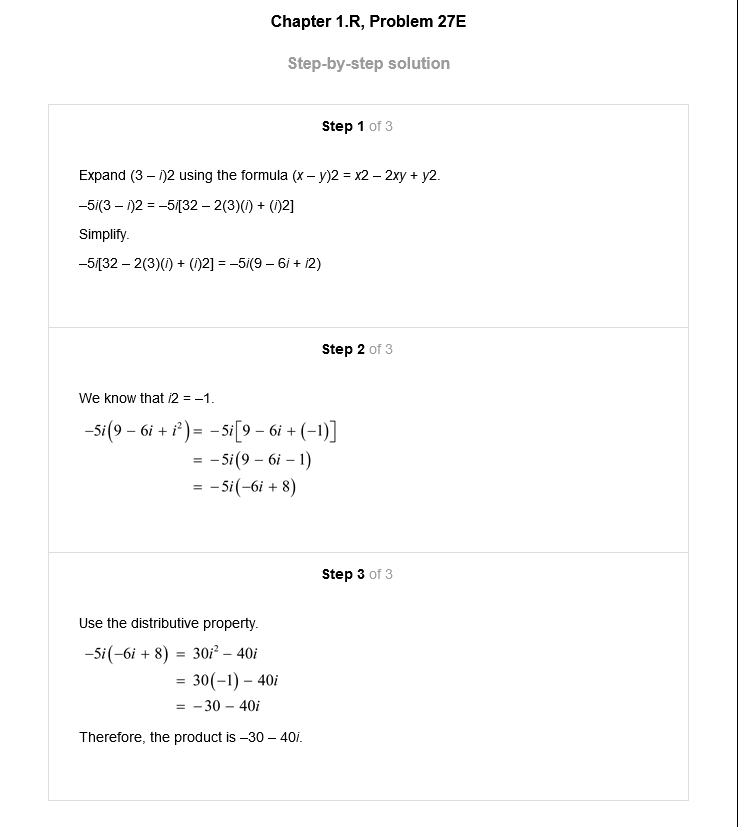 Chapter 1.R, Problem 27E
Step-by-step solution
Step 1 of 3
Expand (3 – i)2 using the formula (x – y)2 = x2 – 2xy + y2.
–5i(3 – i)2 = –5i[32 – 2(3)(i) + (i)2]
Simplify.
–5i[32 – 2(3)(i) + (i)2] = –5i(9 – 6i + i2)
Step 2 of 3
We know that i2 = –1.
−5i(9 − 6i + i²) = −5i[9 − 6i + (−1)]
= −5i(9 − 6i − 1)
= −5i(−6i + 8)
Step 3 of 3
Use the distributive property.
−5i(−6i + 8) = 30i² − 40i
= 30(−1) − 40i
= −30 − 40i
Therefore, the product is –30 – 40i.